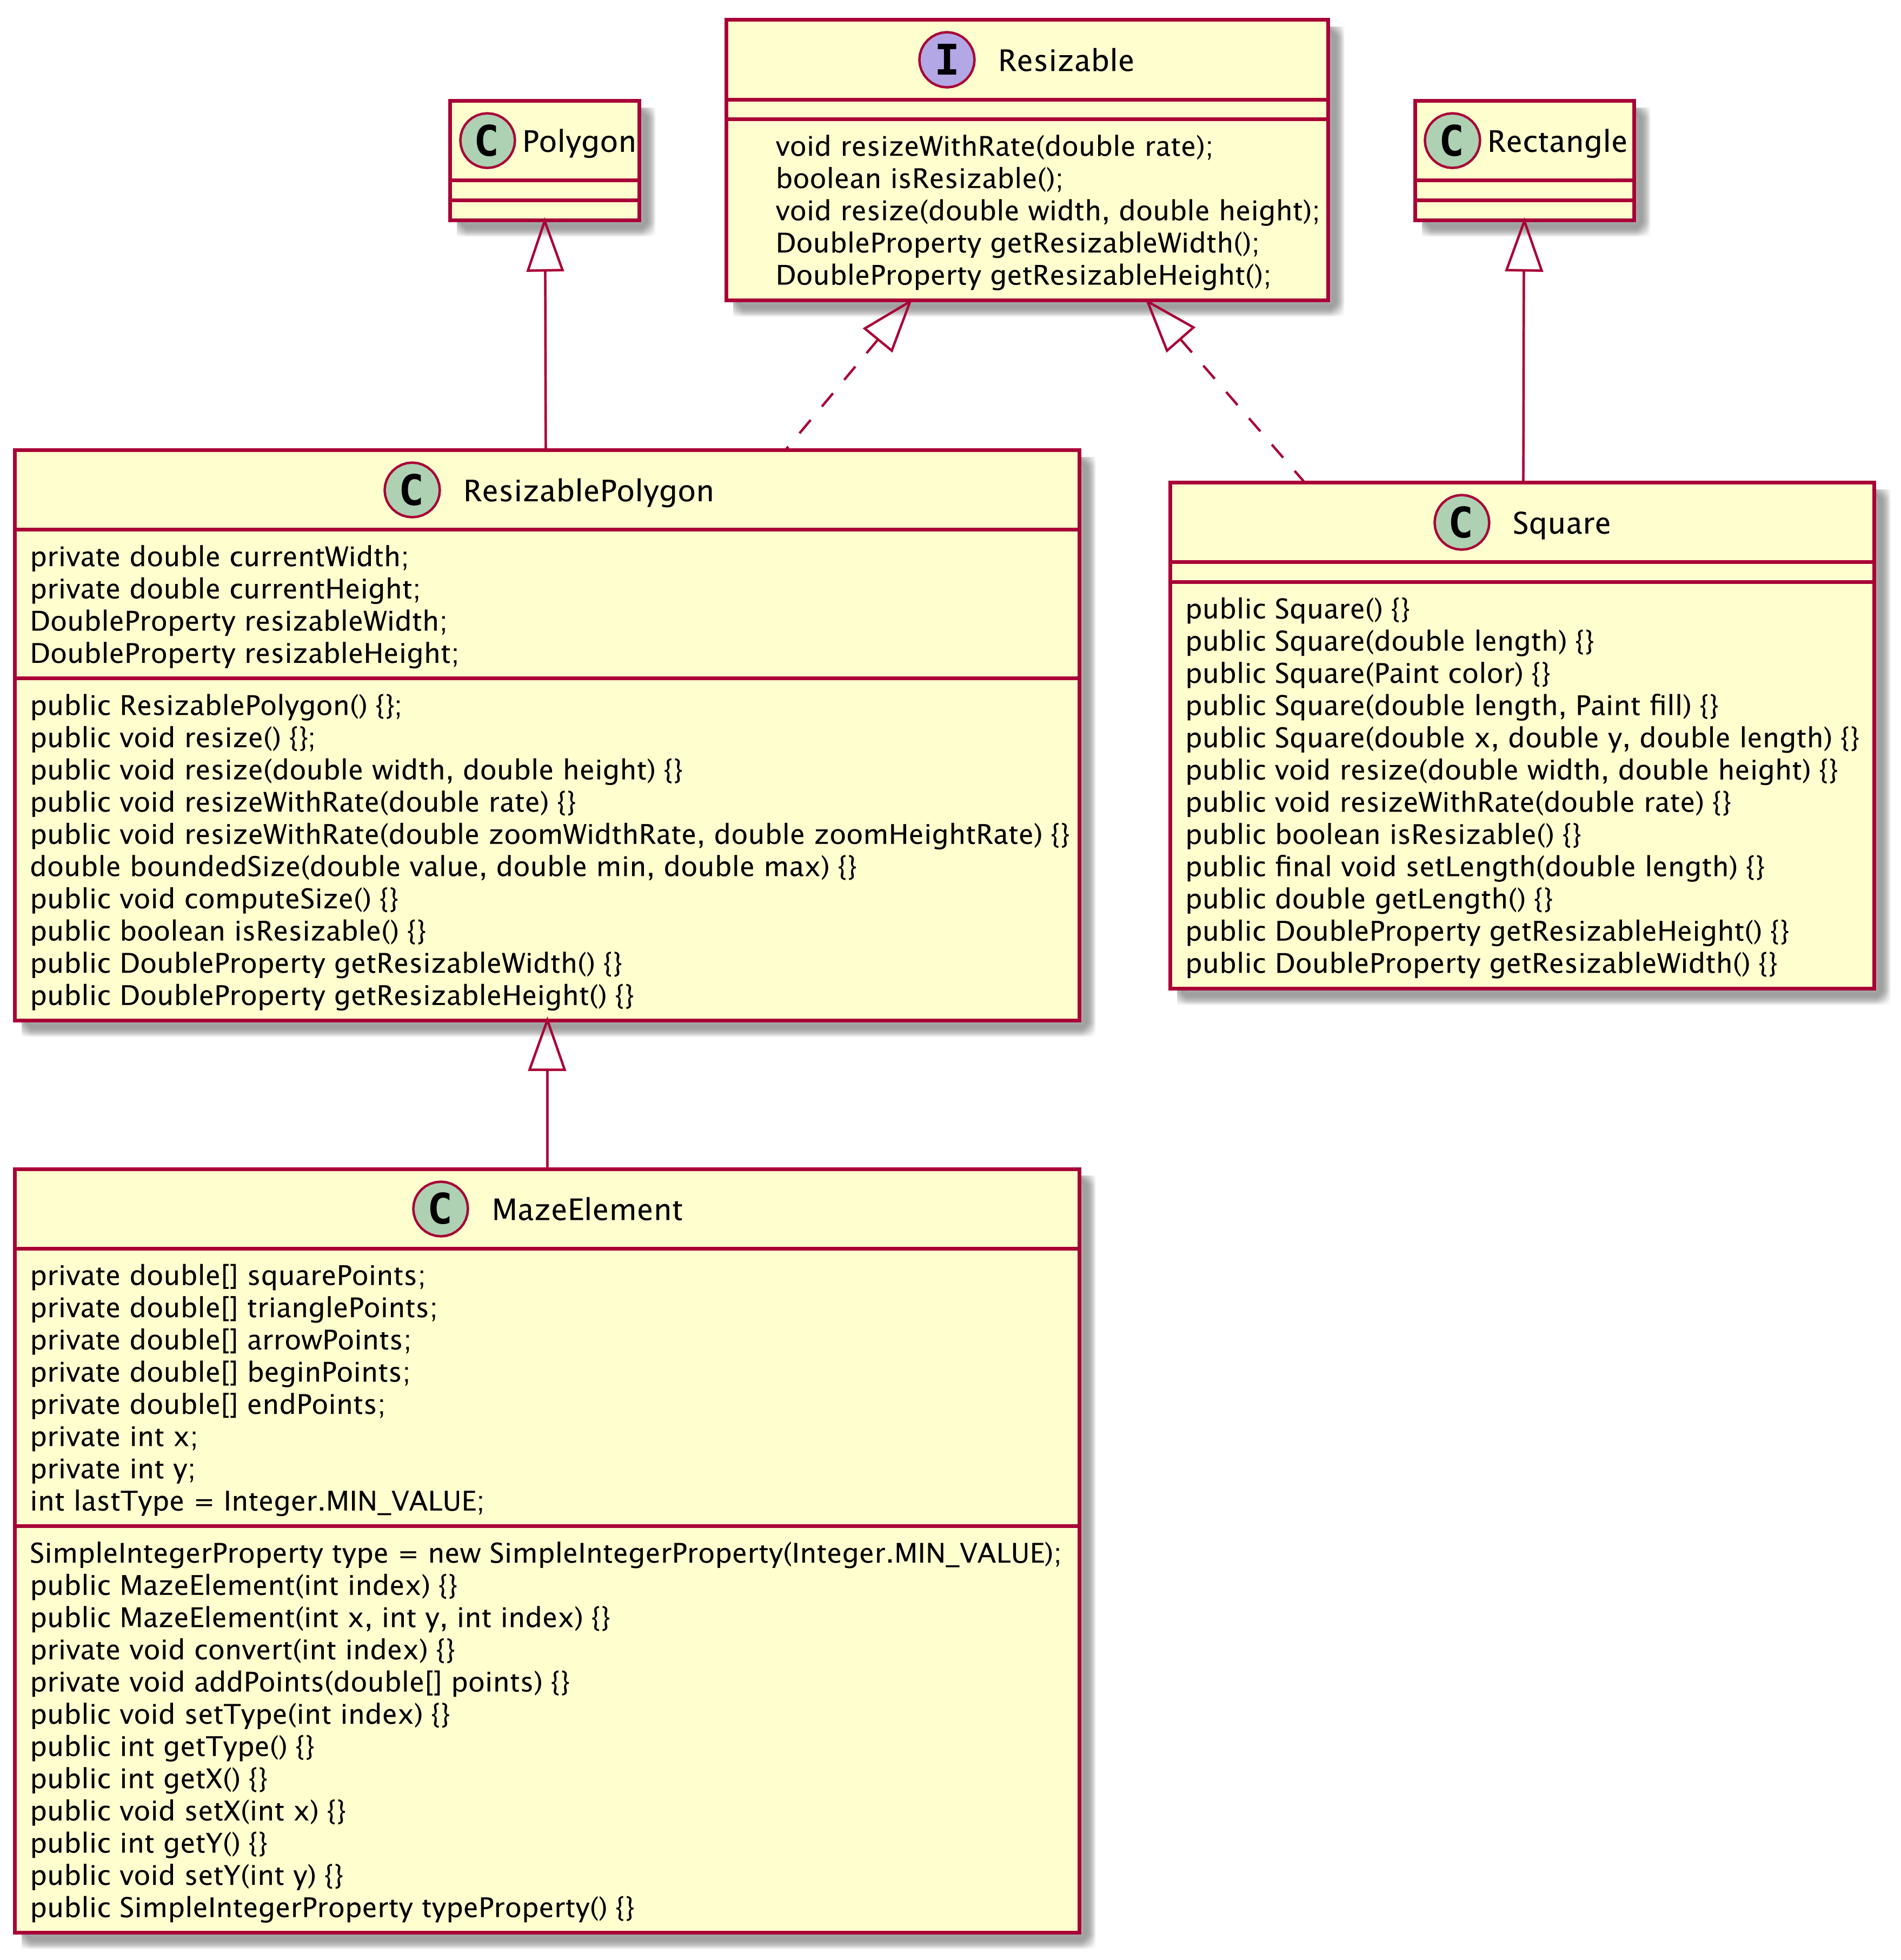 I Resizable
void resizeWithRate(double rate);
boolean isResizable();
void resize(double width, double height);
DoubleProperty getResizableWidth();
DoubleProperty getResizableHeight();
C Polygon
C Rectangle
C ResizablePolygon
private double currentWidth;
private double currentHeight;
DoubleProperty resizableWidth;
DoubleProperty resizableHeight;
public ResizablePolygon() {};
public void resize() {};
public void resize(double width, double height) {}
public void resizeWithRate(double rate) {}
public void resizeWithRate(double zoomWidthRate, double zoomHeightRate) {}
double boundedSize(double value, double min, double max) {}
public void computeSize() {}
public boolean isResizable() {}
public DoubleProperty getResizableWidth() {}
public DoubleProperty getResizableHeight() {}
C Square
public Square() {}
public Square(double length) {}
public Square(Paint color) {}
public Square(double length, Paint fill) {}
public Square(double x, double y, double length) {}
public void resize(double width, double height) {}
public void resizeWithRate(double rate) {}
public boolean isResizable() {}
public final void setLength(double length) {}
public double getLength() {}
public DoubleProperty getResizableHeight() {}
public DoubleProperty getResizableWidth() {}
C MazeElement
private double[] squarePoints;
private double[] trianglePoints;
private double[] arrowPoints;
private double[] beginPoints;
private double[] endPoints;
private int x;
private int y;
int lastType = Integer.MIN_VALUE;
SimpleIntegerProperty type = new SimpleIntegerProperty(Integer.MIN_VALUE);
public MazeElement(int index) {}
public MazeElement(int x, int y, int index) {}
private void convert(int index) {}
private void addPoints(double[] points) {}
public void setType(int index) {}
public int getType() {}
public int getX() {}
public void setX(int x) {}
public int getY() {}
public void setY(int y) {}
public SimpleIntegerProperty typeProperty() {}